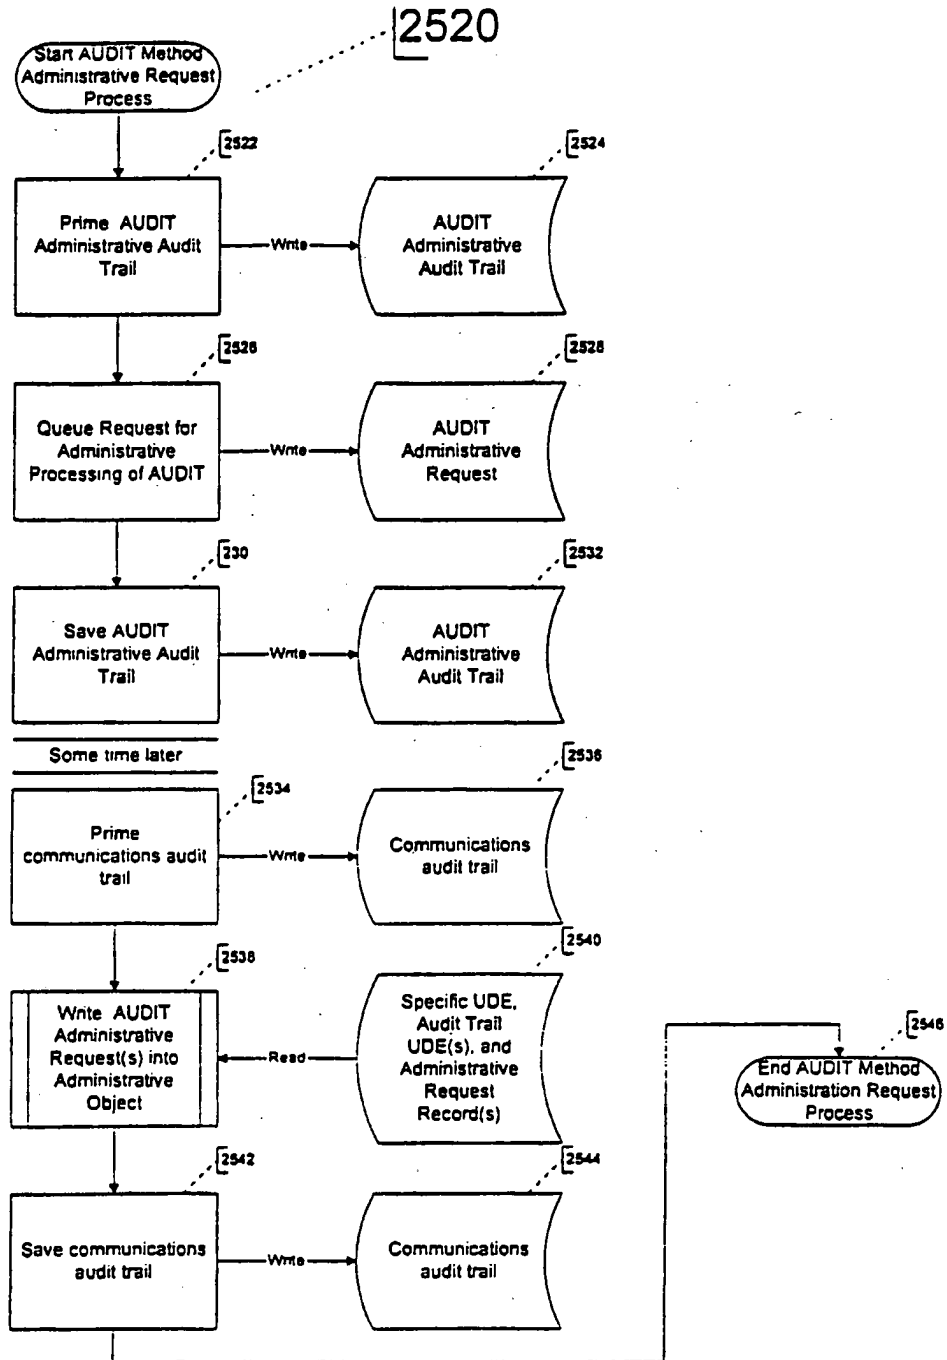 2520
Start AUDIT Method
Administrative Request
Process
2522
2524
Prime AUDIT
Administrative Audit
Trail
Write
AUDIT
Administrative
Audit Trail
2526
2528
Queue Request for
Administrative
Processing of AUDIT
Write
AUDIT
Administrative
Request
230
2532
Save AUDIT
Administrative Audit
Trail
Write
AUDIT
Administrative
Audit Trail
Some time later
2534
2536
Prime
communications audit
trail
Write
Communications
audit trail
2538
2540
Write AUDIT
Administrative
Request(s) into
Administrative
Object
Read
Specific UDE,
Audit Trail
UDE(s), and
Administrative
Request
Record(s)
2546
End AUDIT Method
Administration Request
Process
2542
2544
Save communications
audit trail
Write
Communications
audit trail